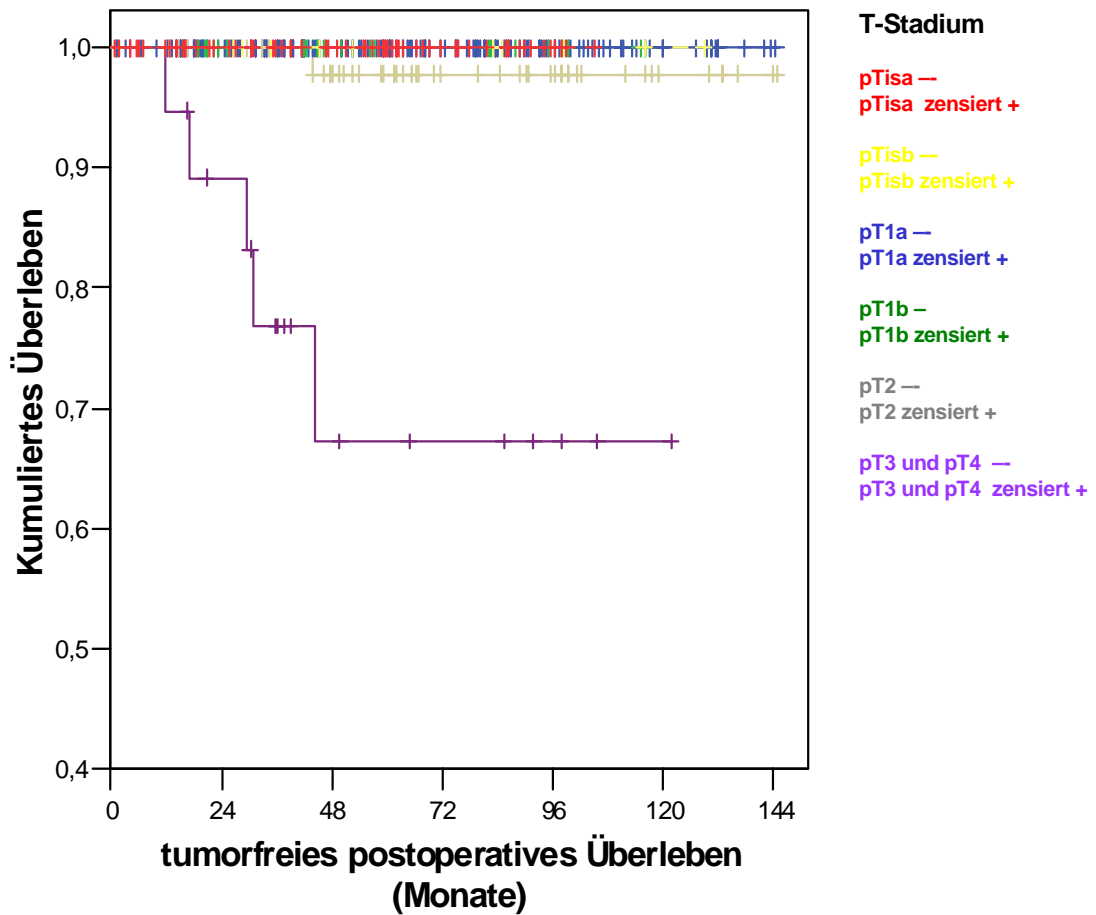 T-Stadium
pTisa —-
pTisa zensiert +
pTisb —-
pTisb zensiert +
pT1a —-
pT1a zensiert +
pT1b –
pT1b zensiert +
pT2 —-
pT2 zensiert +
pT3 und pT4 —-
pT3 und pT4 zensiert +
Kumuliertes Überleben
1,0
0,9
0,8
0,7
0,6
0,5
0,4
0 24 48 72 96 120 144
tumorfreies postoperatives Überleben
(Monate)